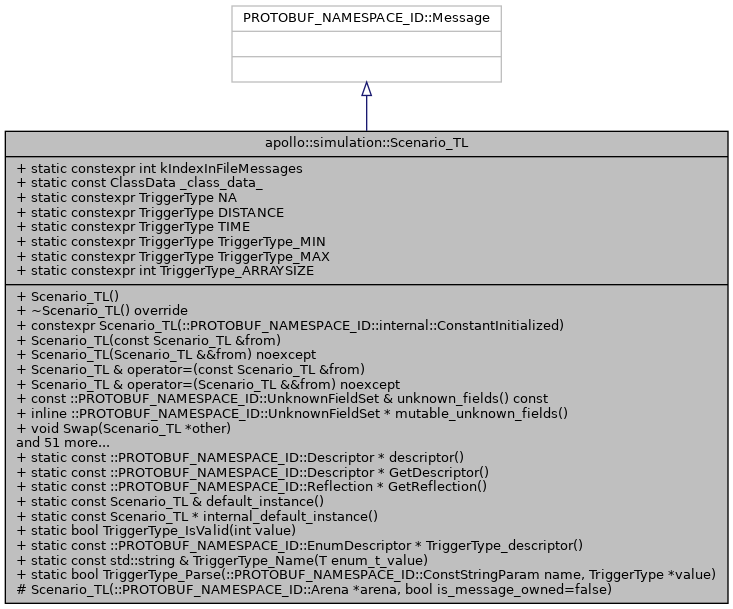 PROTOBUF_NAMESPACE_ID::Message
apollo::simulation::Scenario_TL
+ static constexpr int kIndexInFileMessages
+ static const ClassData _class_data_
+ static constexpr TriggerType NA
+ static constexpr TriggerType DISTANCE
+ static constexpr TriggerType TIME
+ static constexpr TriggerType TriggerType_MIN
+ static constexpr TriggerType TriggerType_MAX
+ static constexpr int TriggerType_ARRAYSIZE
+ Scenario_TL()
+ ~Scenario_TL() override
+ constexpr Scenario_TL(::PROTOBUF_NAMESPACE_ID::internal::ConstantInitialized)
+ Scenario_TL(const Scenario_TL &from)
+ Scenario_TL(Scenario_TL &&from) noexcept
+ Scenario_TL & operator=(const Scenario_TL &from)
+ Scenario_TL & operator=(Scenario_TL &&from) noexcept
+ const ::PROTOBUF_NAMESPACE_ID::UnknownFieldSet & unknown_fields() const
+ inline ::PROTOBUF_NAMESPACE_ID::UnknownFieldSet * mutable_unknown_fields()
+ void Swap(Scenario_TL *other)
and 51 more...
+ static const ::PROTOBUF_NAMESPACE_ID::Descriptor * descriptor()
+ static const ::PROTOBUF_NAMESPACE_ID::Descriptor * GetDescriptor()
+ static const ::PROTOBUF_NAMESPACE_ID::Reflection * GetReflection()
+ static const Scenario_TL & default_instance()
+ static const Scenario_TL * internal_default_instance()
+ static bool TriggerType_IsValid(int value)
+ static const ::PROTOBUF_NAMESPACE_ID::EnumDescriptor * TriggerType_descriptor()
+ static const std::string & TriggerType_Name(T enum_t_value)
+ static bool TriggerType_Parse(::PROTOBUF_NAMESPACE_ID::ConstStringParam name, TriggerType *value)
# Scenario_TL(::PROTOBUF_NAMESPACE_ID::Arena *arena, bool is_message_owned=false)